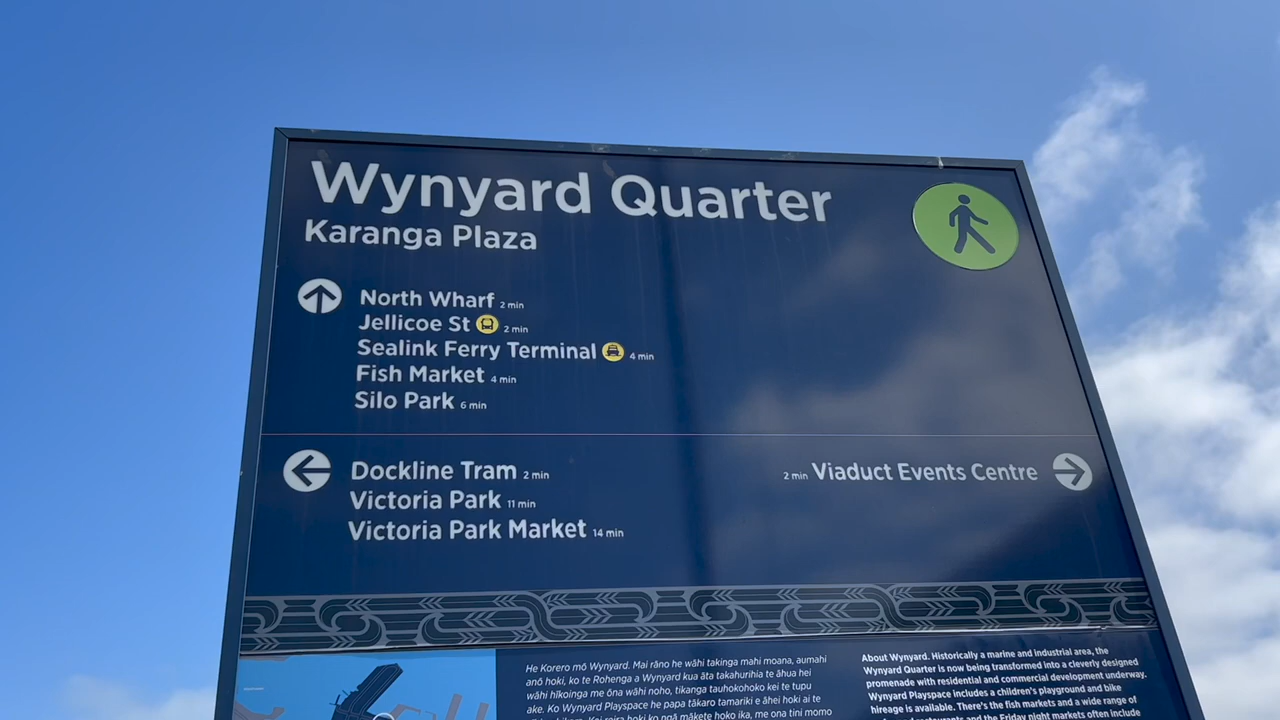 Wynyard Quarter
Karanga Plaza
North Wharf 2 min
Jellicoe St 2 min
Sealink Ferry Terminal 4 min
Fish Market 4 min
Silo Park 6 min
Dockline Tram 2 min
Victoria Park 11 min
Victoria Park Market 14 min
2 min Viaduct Events Centre
He Korero mō Wynyard. Mai rāno he wāhi takinga mahi moana, aumahi
anō hoki, ko te Rohenga a Wynyard kua āta takahurihia te āhua hei
wāhi hīkoinga me ōna wāhi noho, tikanga tauhokohoko kei te tupu
ake. Ko Wynyard Playspace he papa tākaro tamariki e āhei hoki ai te
hoko ika, me ona tini momo
About Wynyard. Historically a marine and industrial area, the
Wynyard Quarter is now being transformed into a cleverly designed
promenade with residential and commercial development underway.
Wynyard Playspace includes a children's playground and bike
hireage is available. There's the fish markets and a wide range of
restaurants and the Friday night markets often include